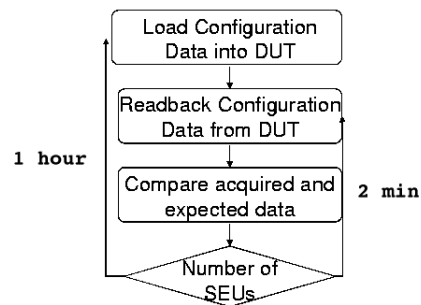 Load Configuration
Data into DUT
Readback Configuration
Data from DUT
1 hour
Compare acquired and
expected data
2 min
Number of
SEUs